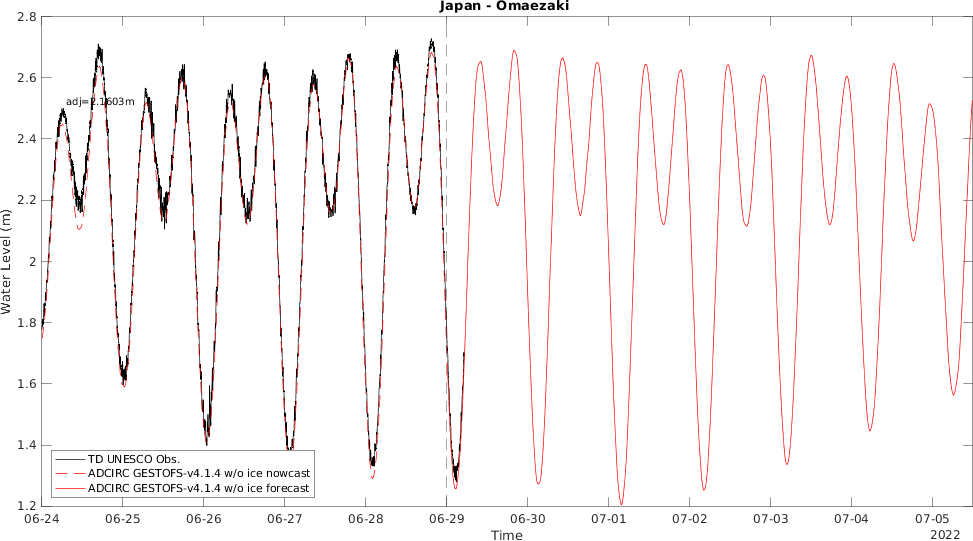 Japan - Omaezaki
2.8
2.6
2.4
2.2
2
1.8
1.6
1.4
1.2
Water Level (m)
adj=2.1603m
TD UNESCO Obs.
ADCIRC GESTOFS-v4.1.4 w/o ice nowcast
ADCIRC GESTOFS-v4.1.4 w/o ice forecast
06-24 06-25 06-26 06-27 06-28 06-29 06-30 07-01 07-02 07-03 07-04 07-05
Time
2022